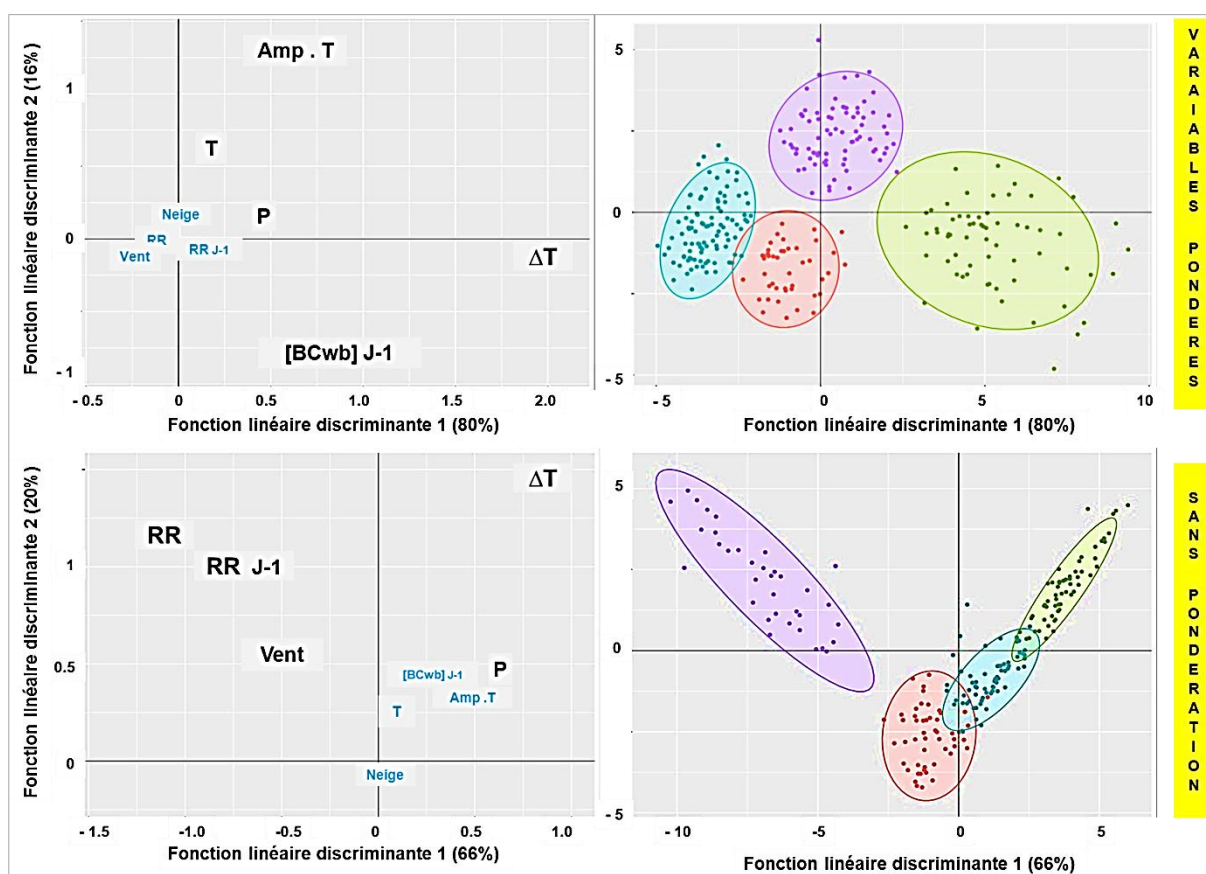 Fonction linéaire discriminante 2 (16%)
1
0
- 1
Amp . T
T
Neige
P
RR
Vent
RR J-1
ΔT
[BCwb] J-1
- 0.5
0
0.5
1.0
1.5
2.0
Fonction linéaire discriminante 1 (80%)
5
0
- 5
- 5
0
5
10
Fonction linéaire discriminante 1 (80%)
VARAIABLES PONDERES
Fonction linéaire discriminante 2 (20%)
1
0.5
0
ΔT
RR
RR J-1
Vent
[BCwb] J-1
P
Amp .T
T
Neige
- 1.5
-1.0
-0.5
0
0.5
1.0
Fonction linéaire discriminante 1 (66%)
5
0
-5
-10
-5
0
5
Fonction linéaire discriminante 1 (66%)
SANS PONDERATION